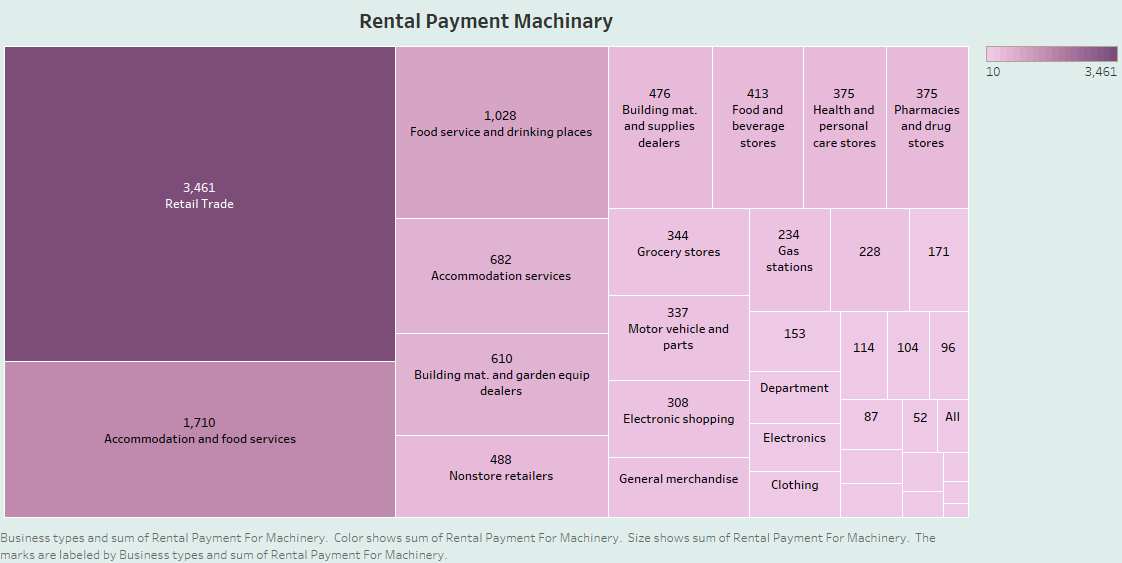 Rental Payment Machinary
10 3,461
3,461
Retail Trade
1,710
Accommodation and food services
1,028
Food service and drinking places
682
Accommodation services
610
Building mat. and garden equip
dealers
488
Nonstore retailers
476
Building mat.
and supplies
dealers
413
Food and
beverage
stores
375
Health and
personal
care stores
375
Pharmacies
and drug
stores
344
Grocery stores
337
Motor vehicle and
parts
308
Electronic shopping
General merchandise
234
Gas
stations
228
171
153
Department
Electronics
Clothing
114
104
96
87
52
All
Business types and sum of Rental Payment For Machinery.  Color shows sum of Rental Payment For Machinery.  Size shows sum of Rental Payment For Machinery.  The
marks are labeled by Business types and sum of Rental Payment For Machinery.